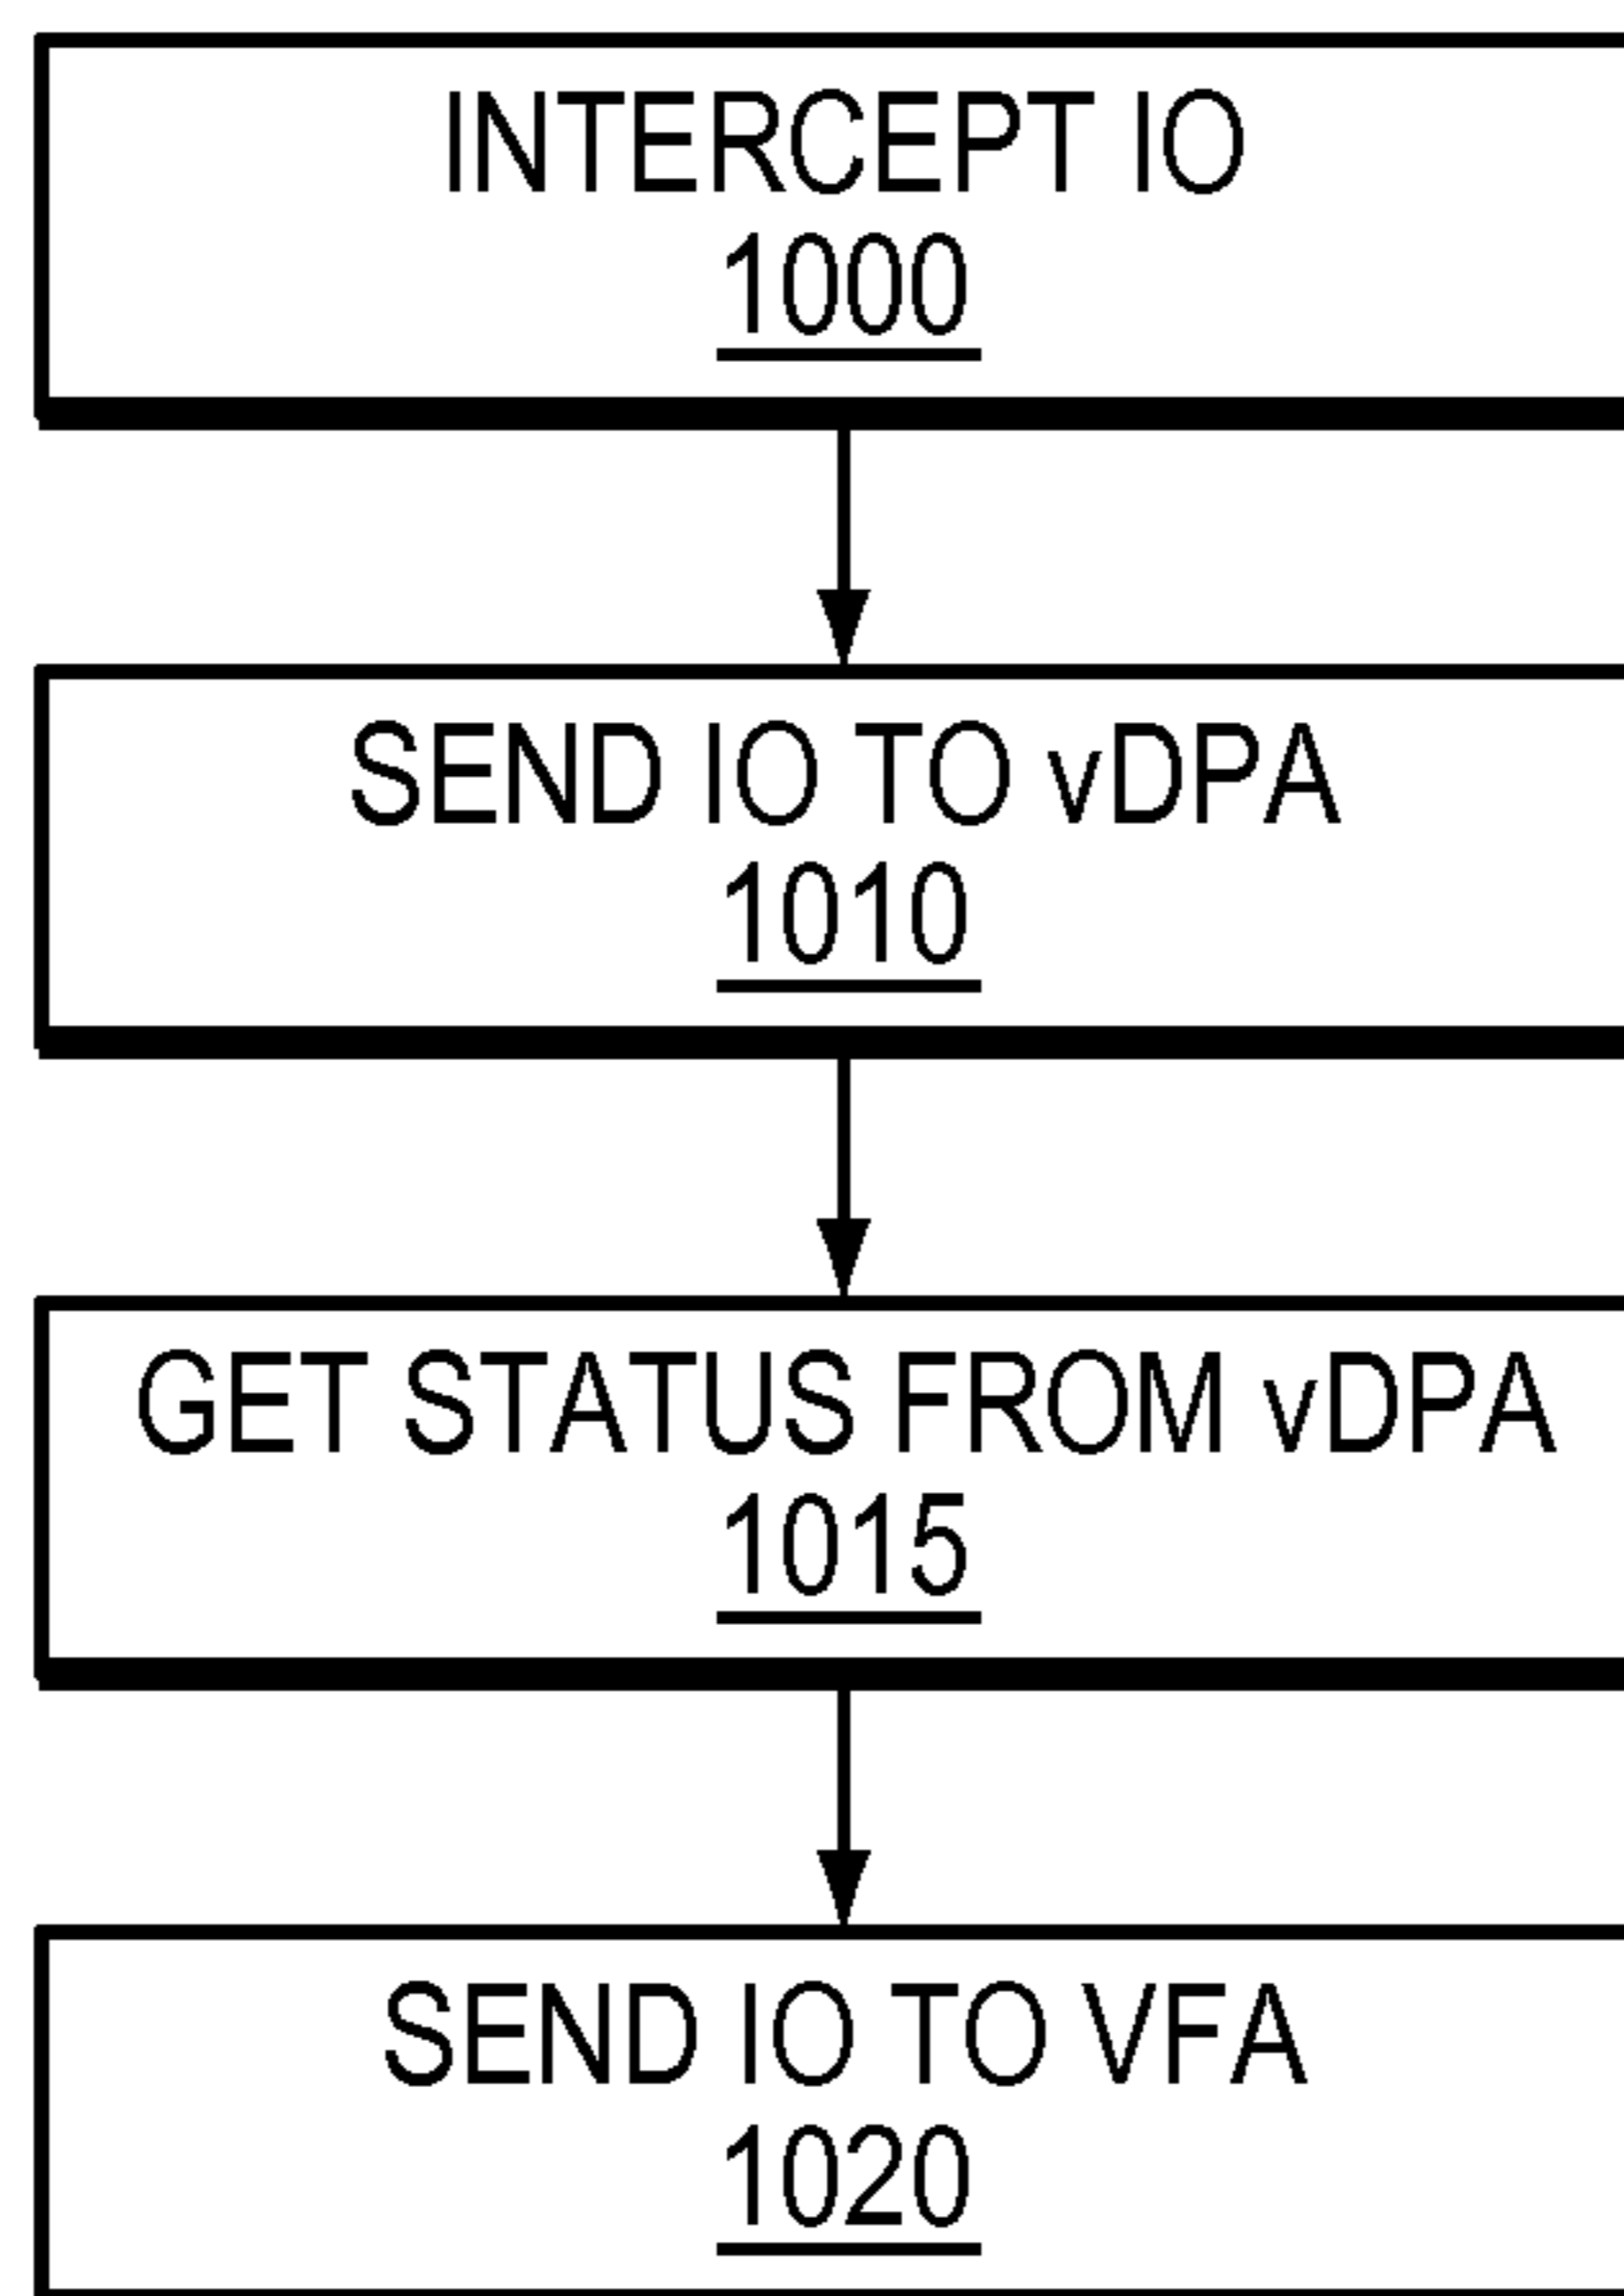 INTERCEPT IO
1000
SEND IO TO vDPA
1010
GET STATUS FROM vDPA
1015
SEND IO TO VFA
1020